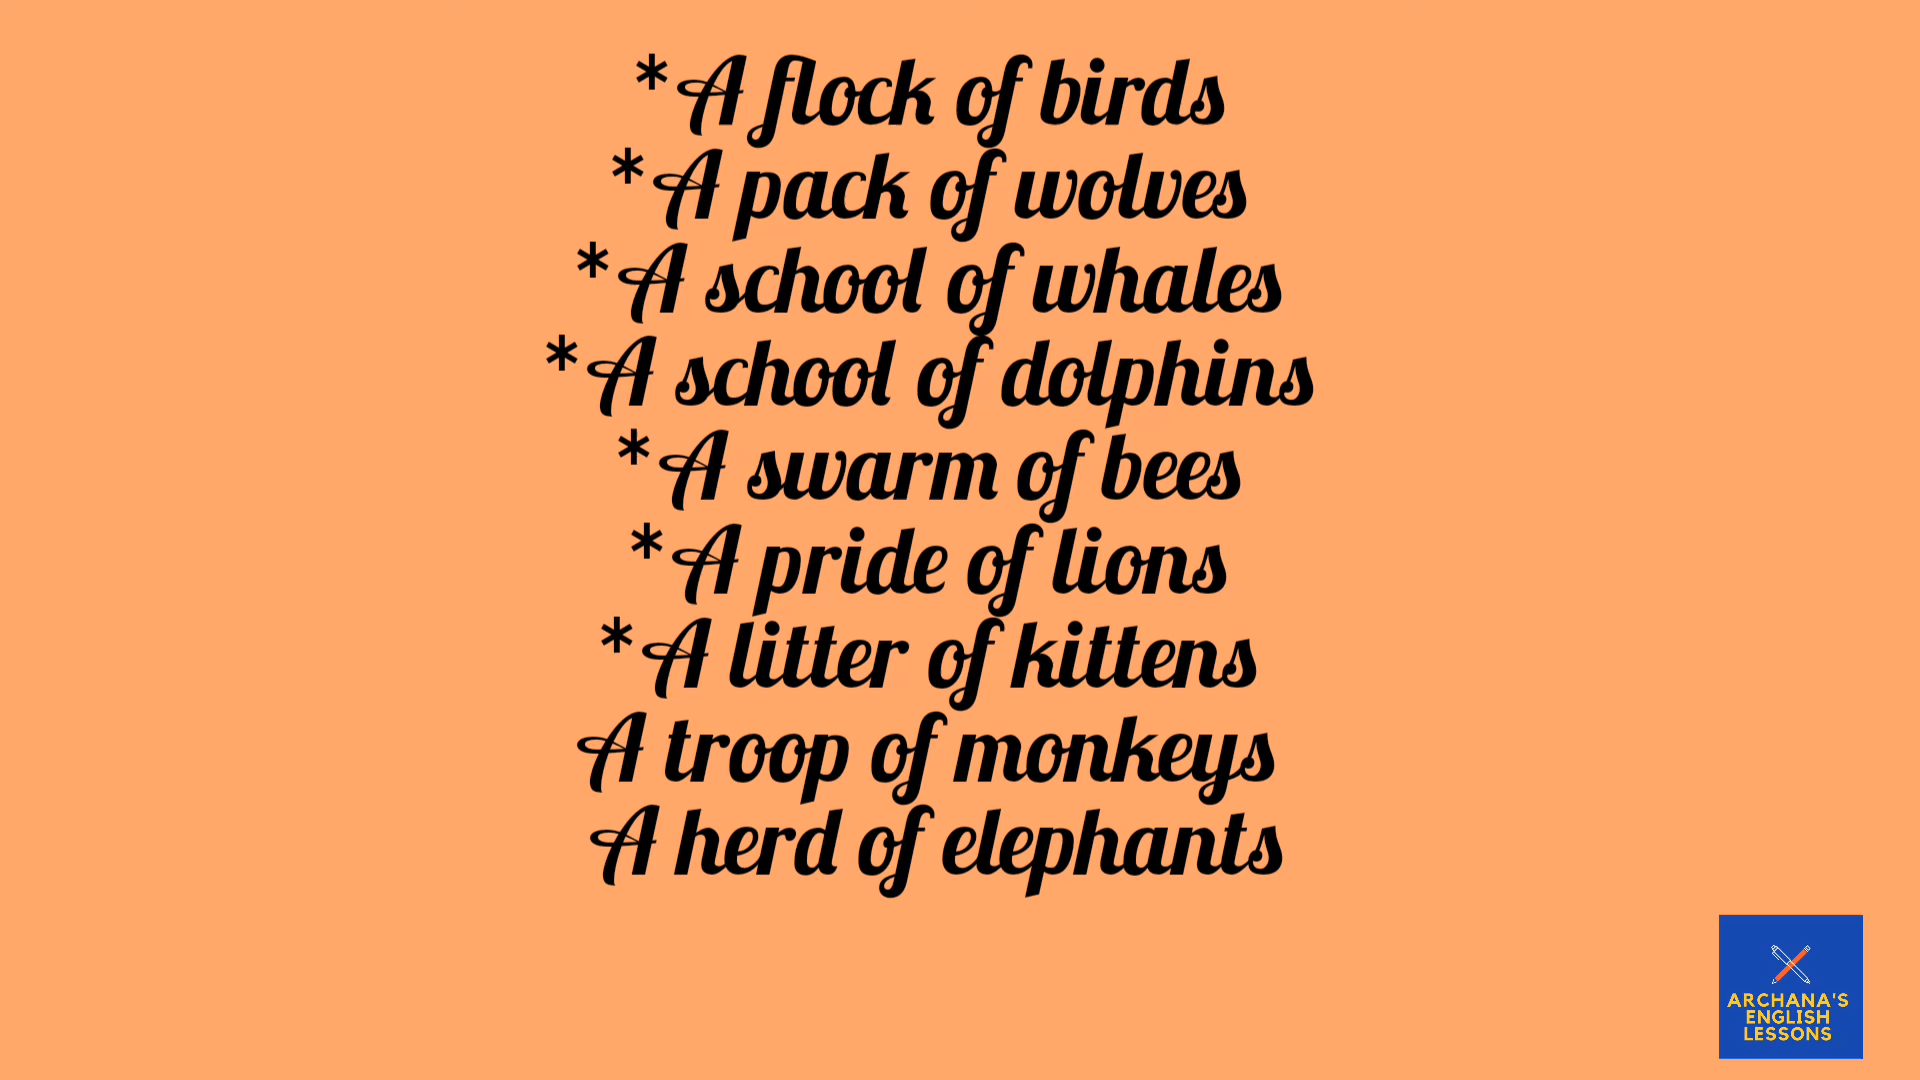 *A flock of birds
*A pack of wolves
*A school of whales
*A school of dolphins
*A swarm of bees
*A pride of lions
*A litter of kittens
A troop of monkeys
A herd of elephants
ARCHANA'S
ENGLISH
LESSONS